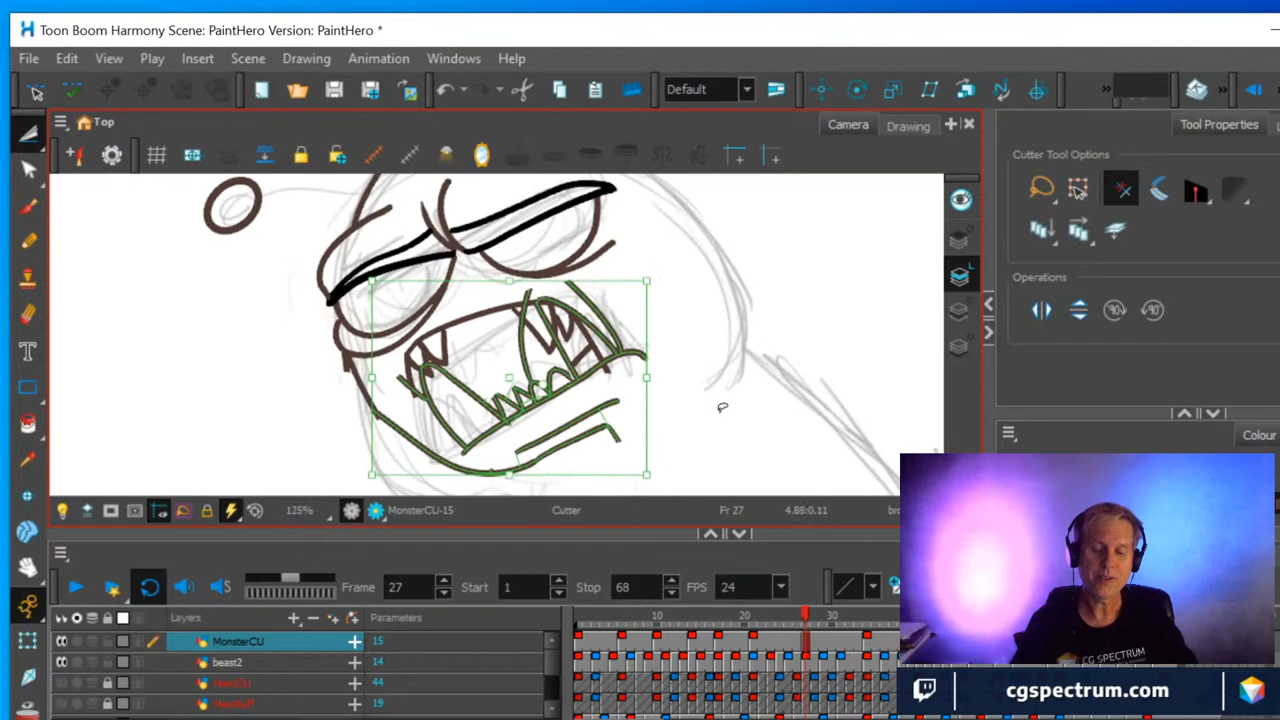 Toon Boom Harmony Scene: PaintHero Version: PaintHero *
File Edit View Play Insert Scene Drawing Animation Windows Help
Default
Top
Camera Drawing
Tool Properties
Cutter Tool Options
Operations
Colour
125%
MonsterCU-15
Cutter
Fr 27
4.88:0.11
Frame 27 Start 1 Stop 68 FPS 24
Layers Parameters 10 20 30
MonsterCU 15
beast2 14
44
19
CG SPECTRUM
cgspectrum.com